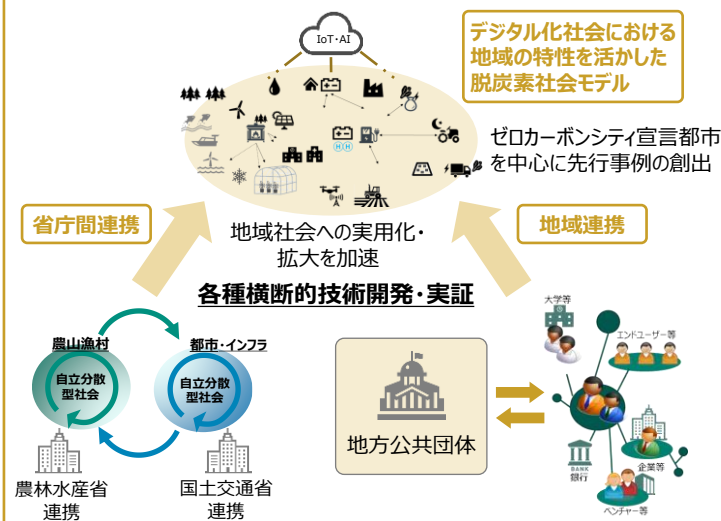 IoT・AI
デジタル化社会における
地域の特性を活かした
脱炭素社会モデル
ゼロカーボンシティ宣言都市
を中心に先行事例の創出
H H
省庁間連携
地域連携
地域社会への実用化・
拡大を加速
各種横断的技術開発・実証
農山漁村
都市・インフラ
自立分散
型社会
自立分散
型社会
農林水産省
連携
国土交通省
連携
地方公共団体
大学等
エンドユーザー等
企業等
BANK
銀行
ベンチャー等